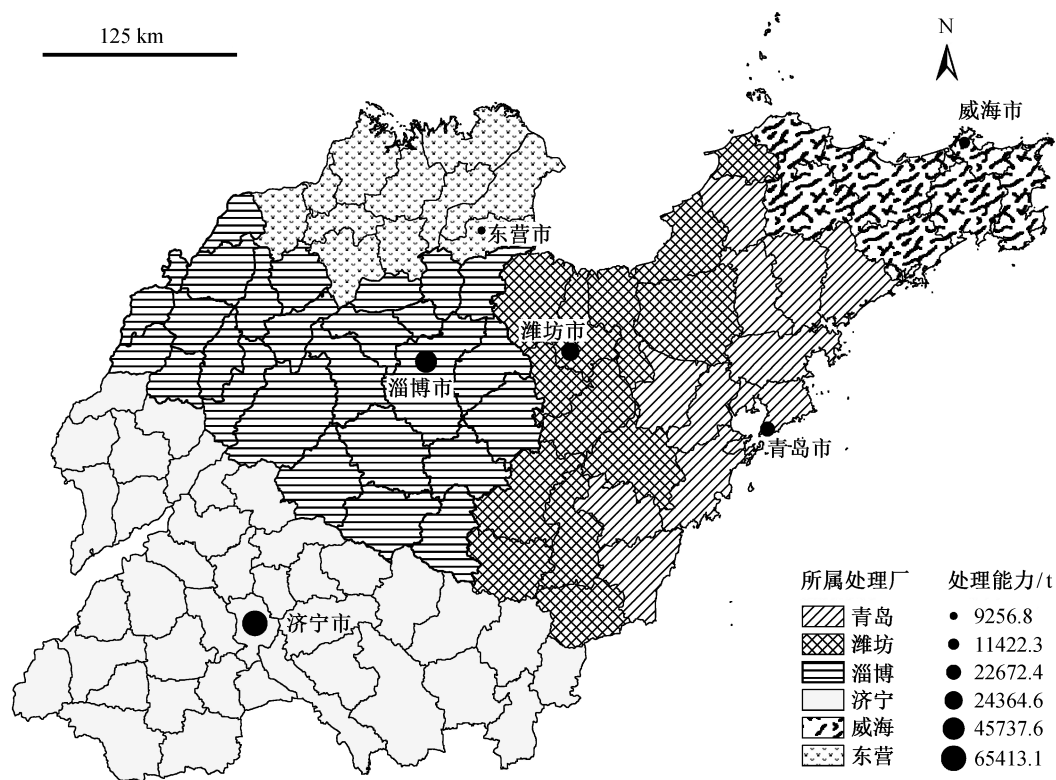 125 km
N
威海市
东营市
潍坊市
淄博市
青岛市
济宁市
所属处理厂
青岛
潍坊
淄博
济宁
威海
东营
处理能力/t
9256.8
11422.3
22672.4
24364.6
45737.6
65413.1